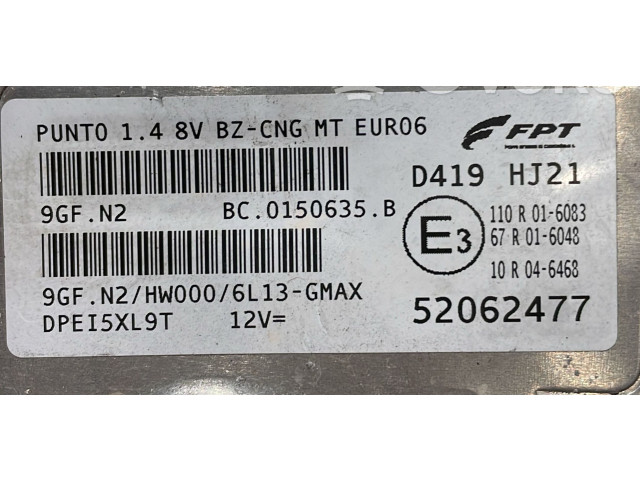 PUNTO 1.4 8V BZ-CNG MT EURO6
FPT
D419 HJ21
9GF.N2 BC.0150635.B
E3
110 R 01-6083
67 R 01-6048
10 R 04-6468
9GF.N2/HW000/6L13-GMAX
DPEI5XL9T 12V=
52062477